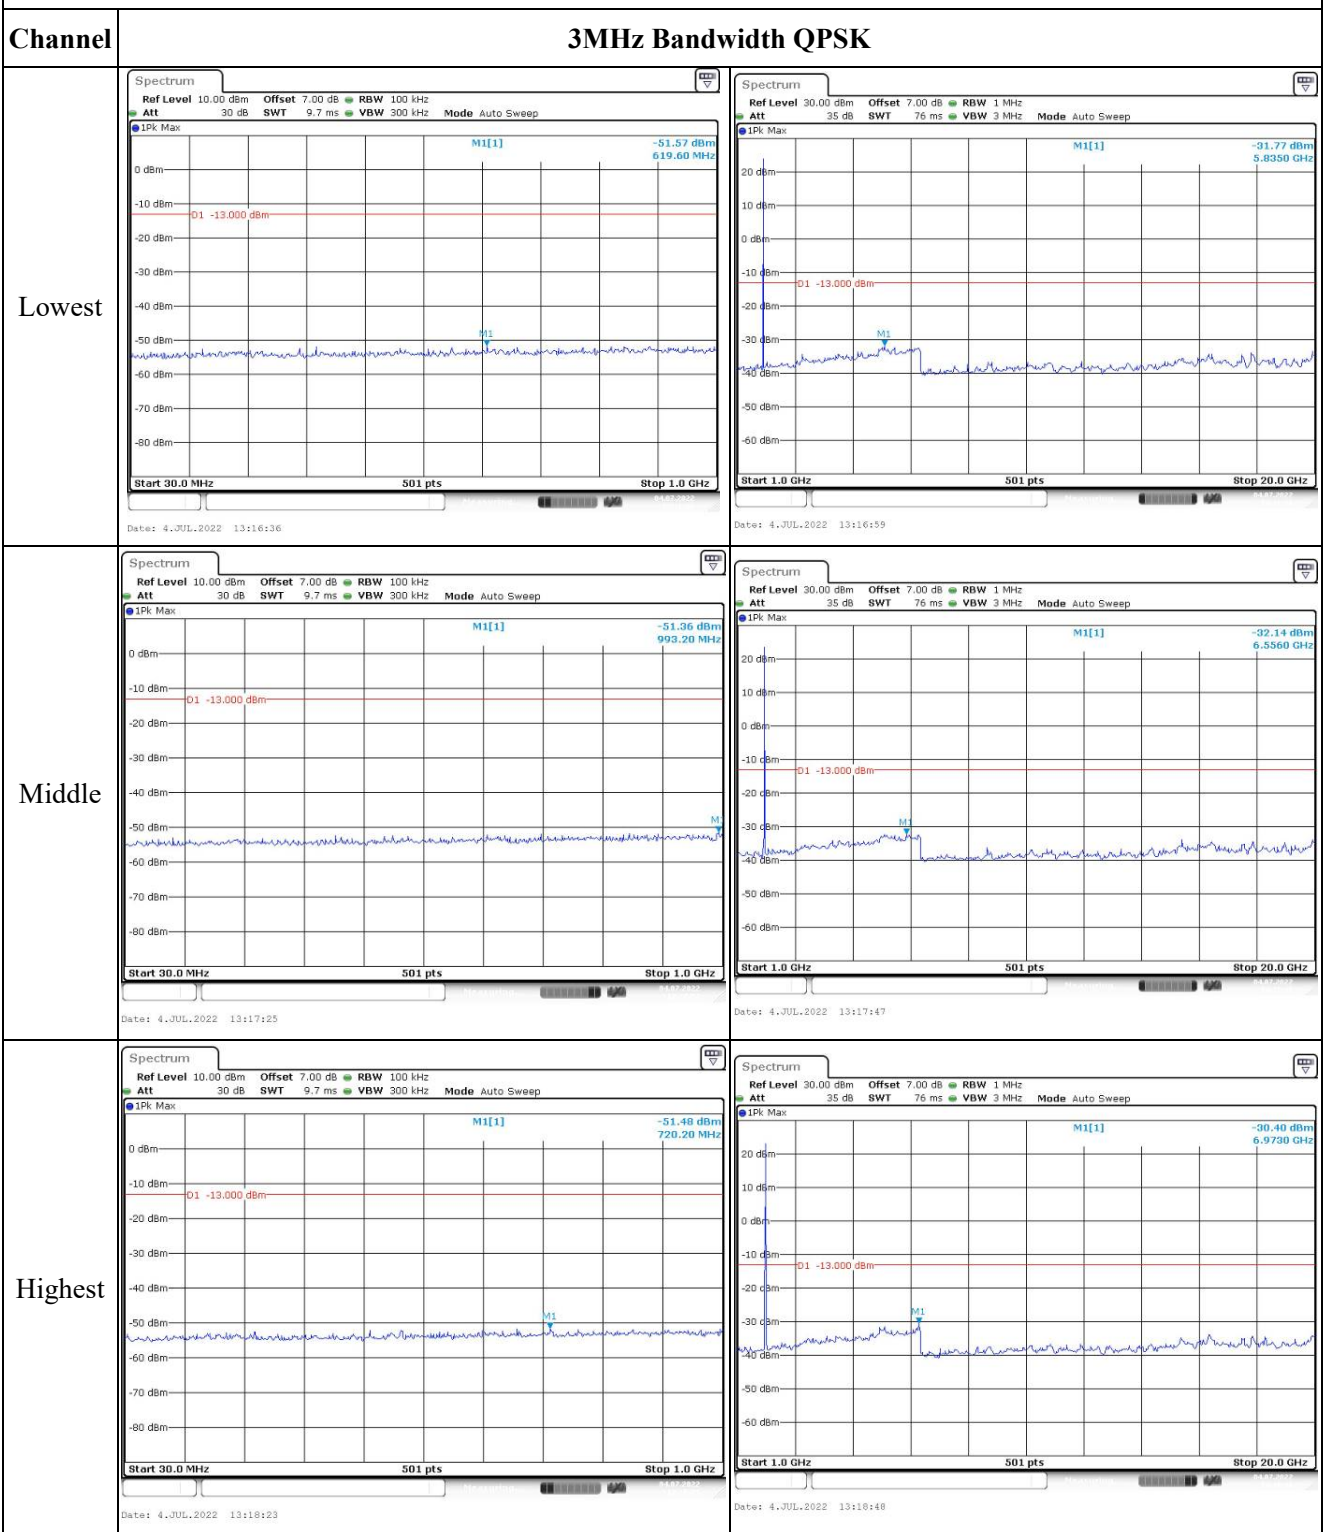 Channel
3MHz Bandwidth QPSK
Lowest
Spectrum
Ref Level 10.00 dBm Offset 7.00 dB RBW 100 kHz
Att 30 dB SWT 9.7 ms VBW 300 kHz Mode Auto Sweep
1Pk Max
M1[1] -51.57 dBm
619.60 MHz
0 dBm
-10 dBm
D1 -13.000 dBm
-20 dBm
-30 dBm
-40 dBm
-50 dBm
M1
-60 dBm
-70 dBm
-80 dBm
Start 30.0 MHz 501 pts Stop 1.0 GHz
Date: 4.JUL.2022 13:16:36
Spectrum
Ref Level 30.00 dBm Offset 7.00 dB RBW 1 MHz
Att 35 dB SWT 76 ms VBW 3 MHz Mode Auto Sweep
1Pk Max
M1[1] -31.77 dBm
5.8350 GHz
20 dBm
10 dBm
0 dBm
-10 dBm
D1 -13.000 dBm
-20 dBm
-30 dBm
M1
-40 dBm
-50 dBm
-60 dBm
Start 1.0 GHz 501 pts Stop 20.0 GHz
Date: 4.JUL.2022 13:16:59
Middle
Spectrum
Ref Level 10.00 dBm Offset 7.00 dB RBW 100 kHz
Att 30 dB SWT 9.7 ms VBW 300 kHz Mode Auto Sweep
1Pk Max
M1[1] -51.36 dBm
993.20 MHz
0 dBm
-10 dBm
D1 -13.000 dBm
-20 dBm
-30 dBm
-40 dBm
-50 dBm
-60 dBm
-70 dBm
-80 dBm
Start 30.0 MHz 501 pts Stop 1.0 GHz
Date: 4.JUL.2022 13:17:25
Spectrum
Ref Level 30.00 dBm Offset 7.00 dB RBW 1 MHz
Att 35 dB SWT 76 ms VBW 3 MHz Mode Auto Sweep
1Pk Max
M1[1] -32.14 dBm
6.5560 GHz
20 dBm
10 dBm
0 dBm
-10 dBm
D1 -13.000 dBm
-20 dBm
-30 dBm
M1
-40 dBm
-50 dBm
-60 dBm
Start 1.0 GHz 501 pts Stop 20.0 GHz
Date: 4.JUL.2022 13:17:47
Highest
Spectrum
Ref Level 10.00 dBm Offset 7.00 dB RBW 100 kHz
Att 30 dB SWT 9.7 ms VBW 300 kHz Mode Auto Sweep
1Pk Max
M1[1] -51.48 dBm
720.20 MHz
0 dBm
-10 dBm
D1 -13.000 dBm
-20 dBm
-30 dBm
-40 dBm
-50 dBm
M1
-60 dBm
-70 dBm
-80 dBm
Start 30.0 MHz 501 pts Stop 1.0 GHz
Date: 4.JUL.2022 13:18:23
Spectrum
Ref Level 30.00 dBm Offset 7.00 dB RBW 1 MHz
Att 35 dB SWT 76 ms VBW 3 MHz Mode Auto Sweep
1Pk Max
M1[1] -30.40 dBm
6.9730 GHz
20 dBm
10 dBm
0 dBm
-10 dBm
D1 -13.000 dBm
-20 dBm
M1
-30 dBm
-40 dBm
-50 dBm
-60 dBm
Start 1.0 GHz 501 pts Stop 20.0 GHz
Date: 4.JUL.2022 13:18:48